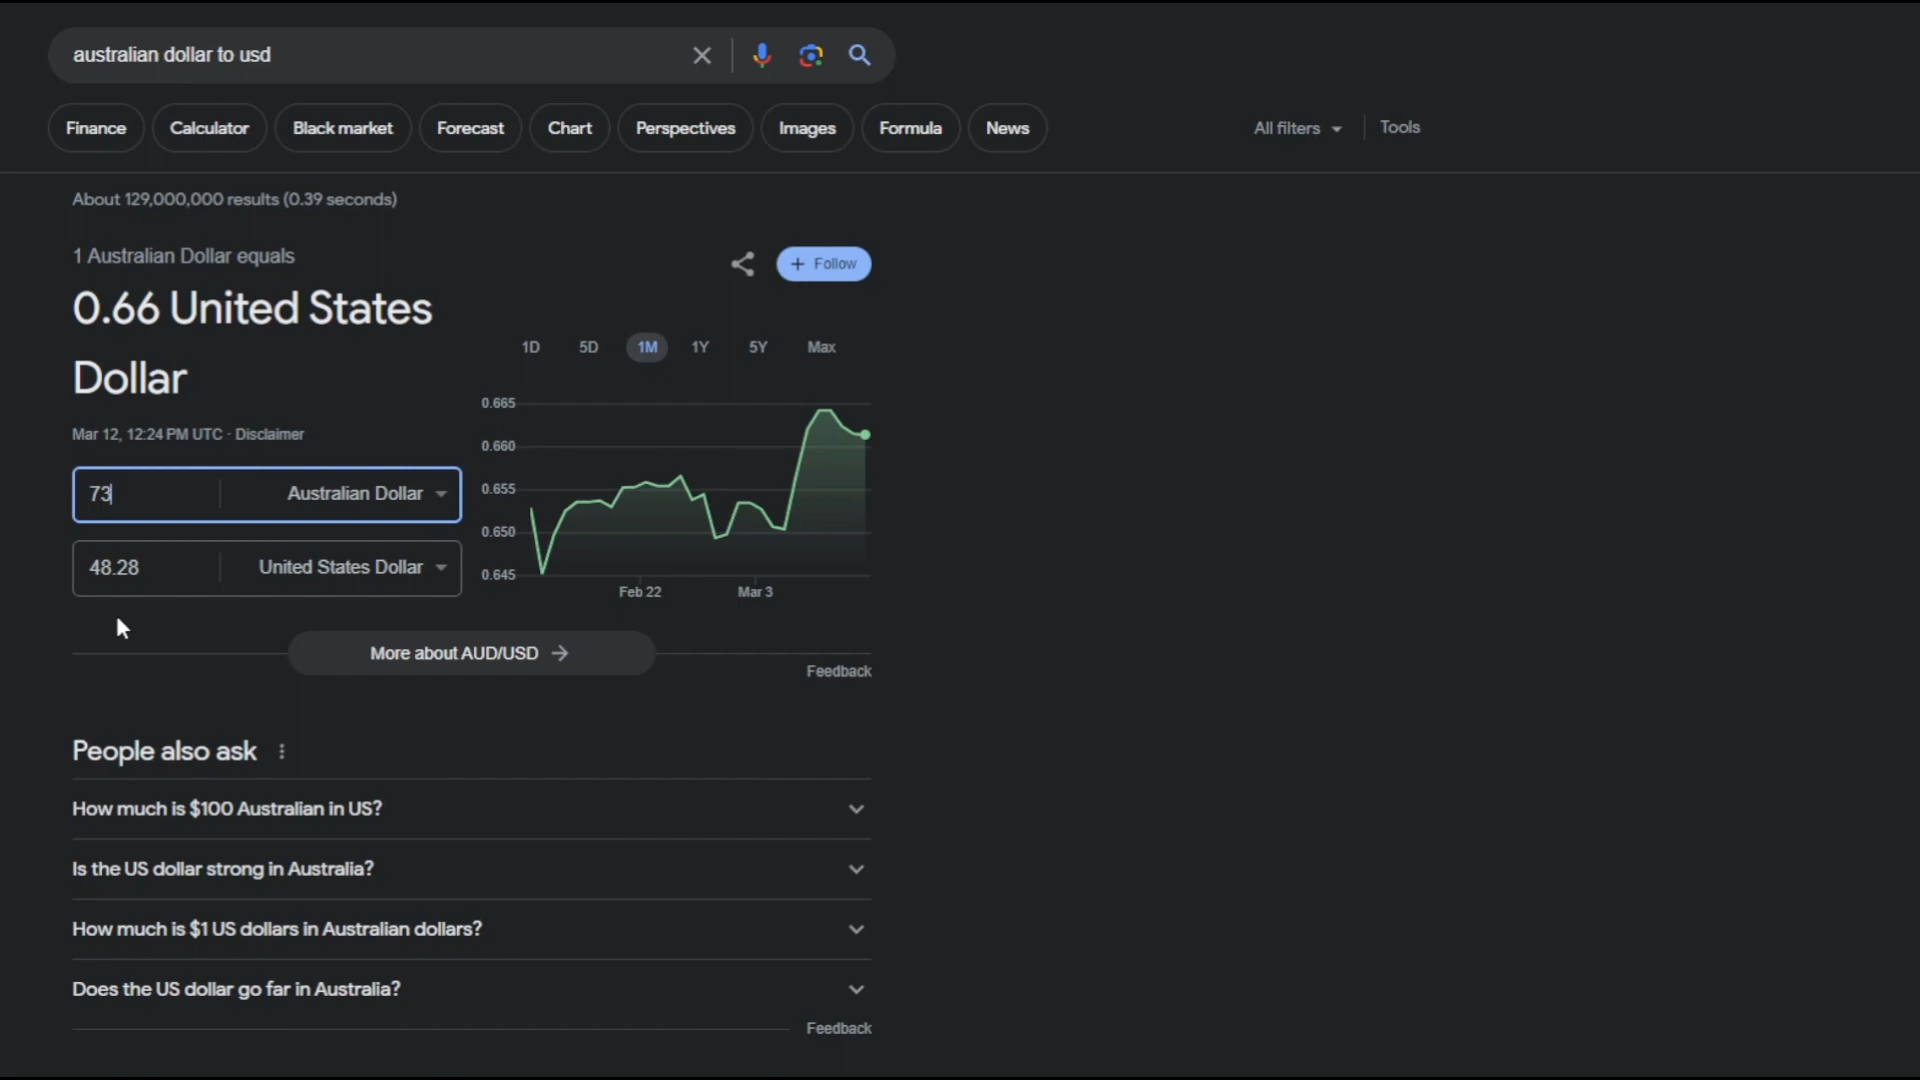 australian dollar to usd
Finance
Calculator
Black market
Forecast
Chart
Perspectives
Images
Formula
News
All filters
Tools
About 129,000,000 results (0.39 seconds)
1 Australian Dollar equals
Follow
0.66 United States
Dollar
1D
5D
1M
1Y
5Y
Max
Mar 12, 12:24 PM UTC · Disclaimer
73
Australian Dollar
48.28
United States Dollar
0.665
0.660
0.655
0.650
0.645
Feb 22
Mar 3
More about AUD/USD
Feedback
People also ask
How much is $100 Australian in US?
Is the US dollar strong in Australia?
How much is $1 US dollars in Australian dollars?
Does the US dollar go far in Australia?
Feedback